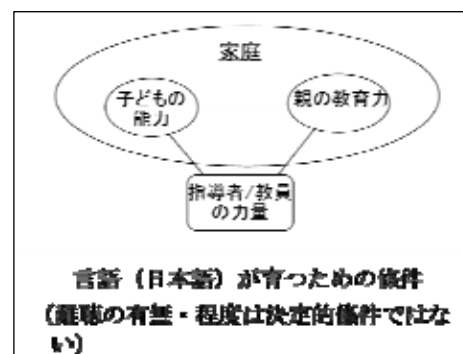 家庭
子どもの
能力
親の教育力
指導者/教員
の力量
言語（日本語）が育つための条件
（難聴の有無・程度は決定的条件ではな
い）